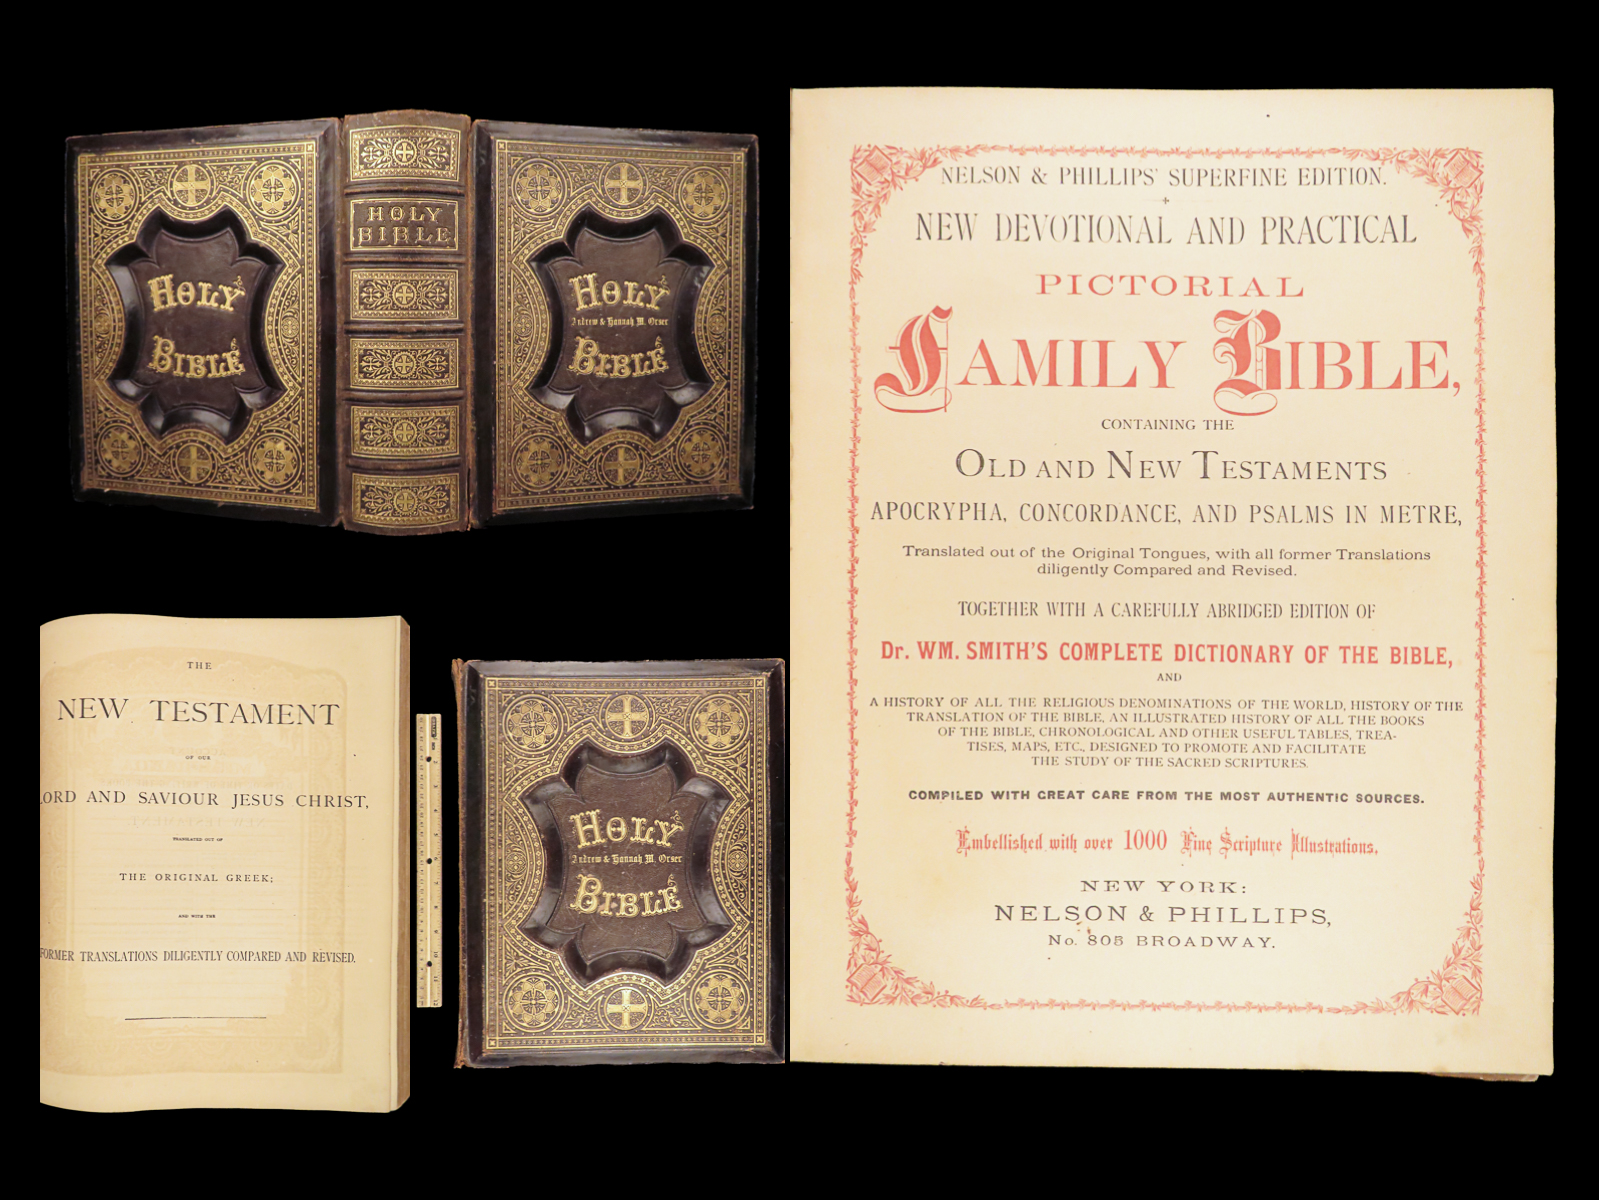 HOLY
BIBLE
HOLY
BIBLE
HOLY
Andrew & Hannah M. Orser
BIBLE
THE
NEW TESTAMENT
OF OUR
LORD AND SAVIOUR JESUS CHRIST,
TRANSLATED OUT OF
THE ORIGINAL GREEK;
AND WITH THE
FORMER TRANSLATIONS DILIGENTLY COMPARED AND REVISED.
HOLY
Andrew & Hannah M. Orser
BIBLE
NELSON & PHILLIPS' SUPERFINE EDITION.
NEW DEVOTIONAL AND PRACTICAL
PICTORIAL
FAMILY BIBLE,
CONTAINING THE
OLD AND NEW TESTAMENTS
APOCRYPHA, CONCORDANCE, AND PSALMS IN METRE,
Translated out of the Original Tongues, with all former Translations
diligently Compared and Revised.
TOGETHER WITH A CAREFULLY ABRIDGED EDITION OF
Dr. WM. SMITH'S COMPLETE DICTIONARY OF THE BIBLE,
AND
A HISTORY OF ALL THE RELIGIOUS DENOMINATIONS OF THE WORLD, HISTORY OF THE
TRANSLATION OF THE BIBLE, AN ILLUSTRATED HISTORY OF ALL THE BOOKS
OF THE BIBLE, CHRONOLOGICAL AND OTHER USEFUL TABLES, TREA-
TISES, MAPS, ETC., DESIGNED TO PROMOTE AND FACILITATE
THE STUDY OF THE SACRED SCRIPTURES.
COMPILED WITH GREAT CARE FROM THE MOST AUTHENTIC SOURCES.
Embellished with over 1000 Fine Scripture Illustrations.
NEW YORK:
NELSON & PHILLIPS,
No. 805 BROADWAY.